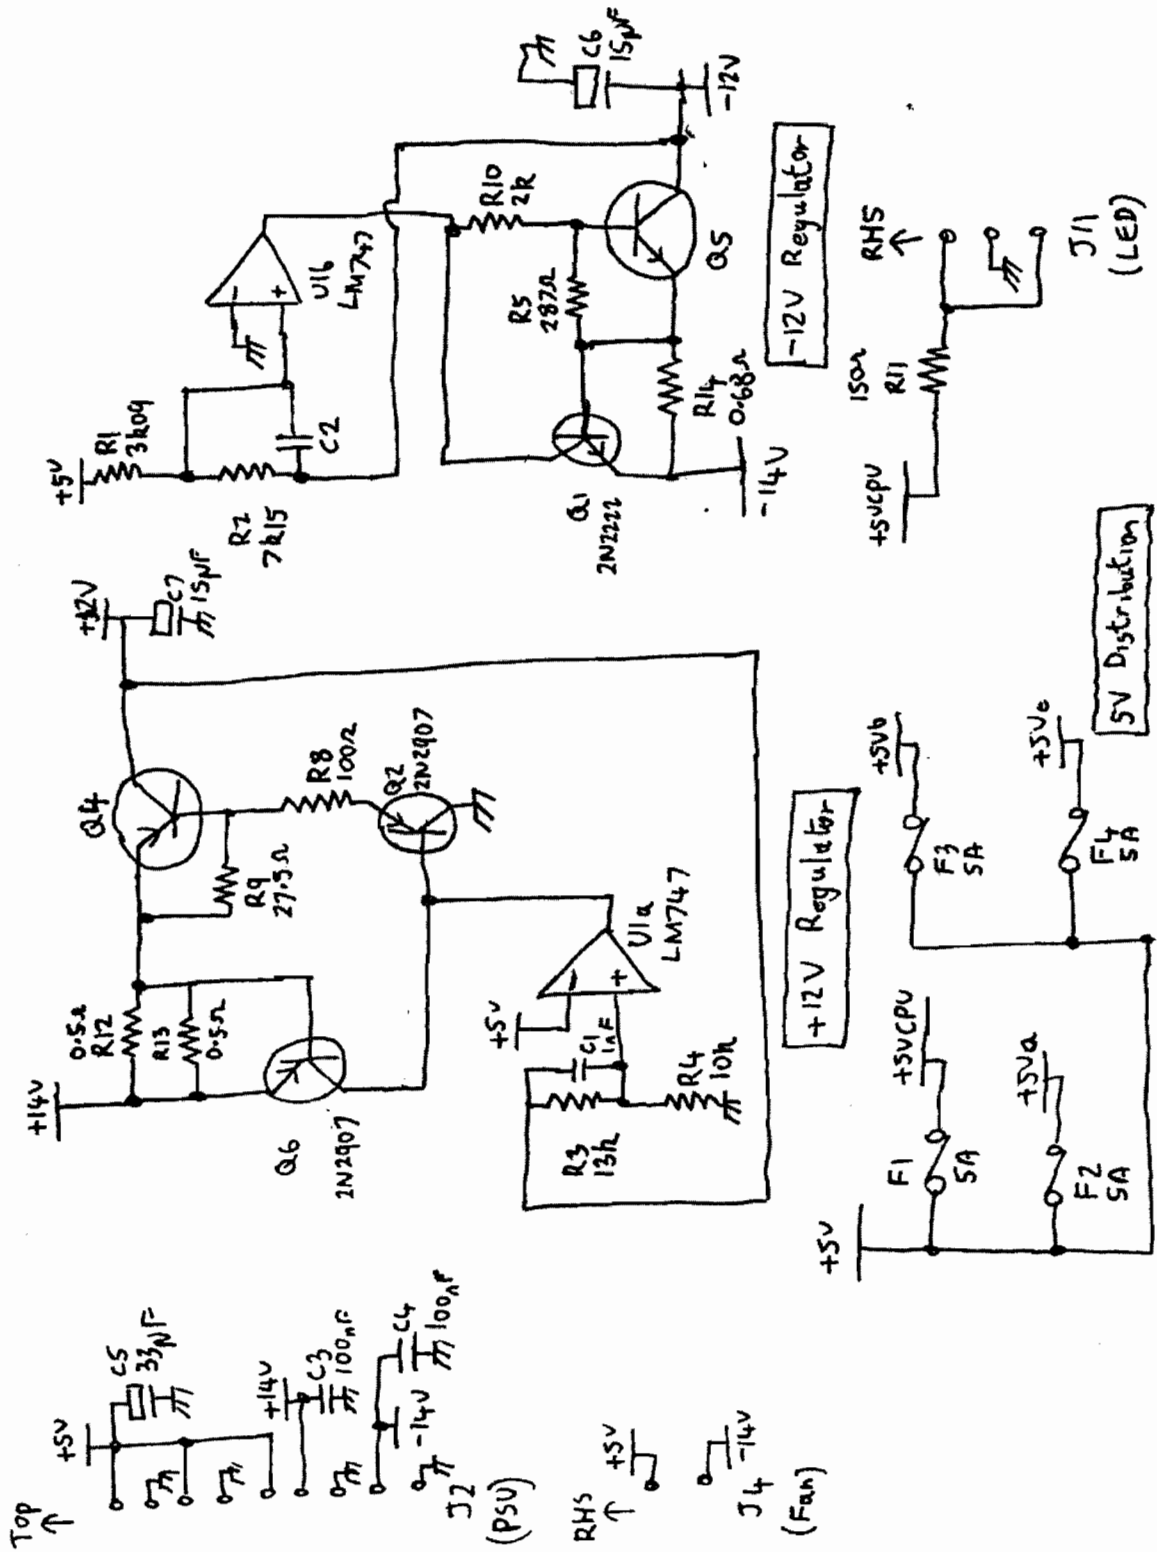 Top
+5V
C5
33µF
+14V
C3
100nF
-14V
C4
100nF
J2
(PSU)
RHS
+5V
-14V
J4
(Fan)
+14V
0.5Ω
R12
R13
0.5Ω
Q6
2N2907
Q4
R9
27.5Ω
R8
100Ω
Q2
2N2907
+12V
C7
15µF
+5V
C1
1nF
R3
13k
R4
10k
U1a
LM747
+12V Regulator
+5V
R1
3k09
R2
7k15
C2
U1b
LM747
R10
2k
R5
287Ω
Q1
2N2222
R14
0.68Ω
-14V
Q5
C6
15µF
-12V
-12V Regulator
+5V
F1
5A
+5VCPU
F2
5A
+5Va
F3
5A
+5Vb
F4
5A
+5Vc
5V Distribution
+5VCPU
150Ω
R11
RHS
J1
(LED)